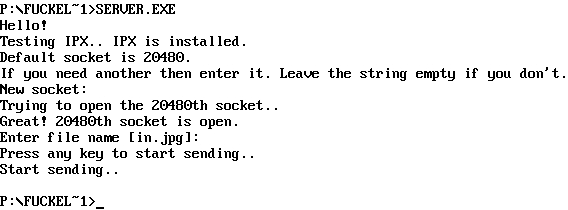 P:\FUCKEL~1>SERVER.EXE
Hello!
Testing IPX.. IPX is installed.
Default socket is 20480.
If you need another then enter it. Leave the string empty if you don't.
New socket:
Trying to open the 20480th socket..
Great! 20480th socket is open.
Enter file name [in.jpg]:
Press any key to start sending..
Start sending..
P:\FUCKEL~1>_